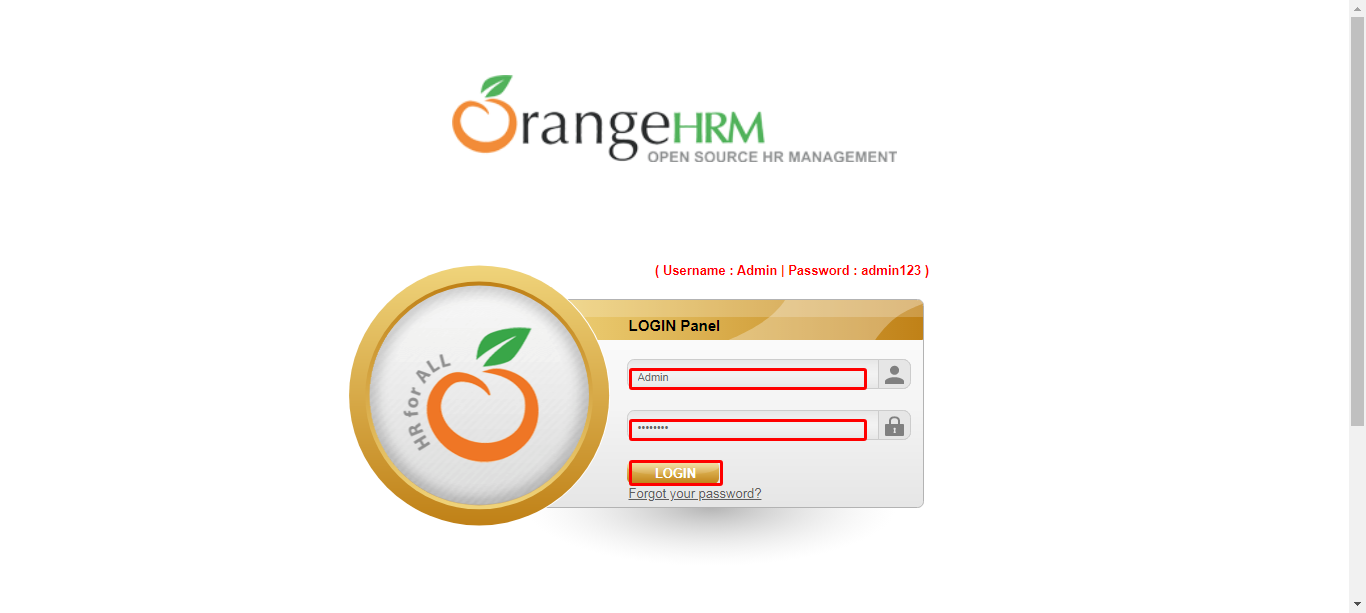 OrangeHRM
OPEN SOURCE HR MANAGEMENT
( Username : Admin | Password : admin123 )
HR for ALL
LOGIN Panel
Admin
••••••••
LOGIN
Forgot your password?